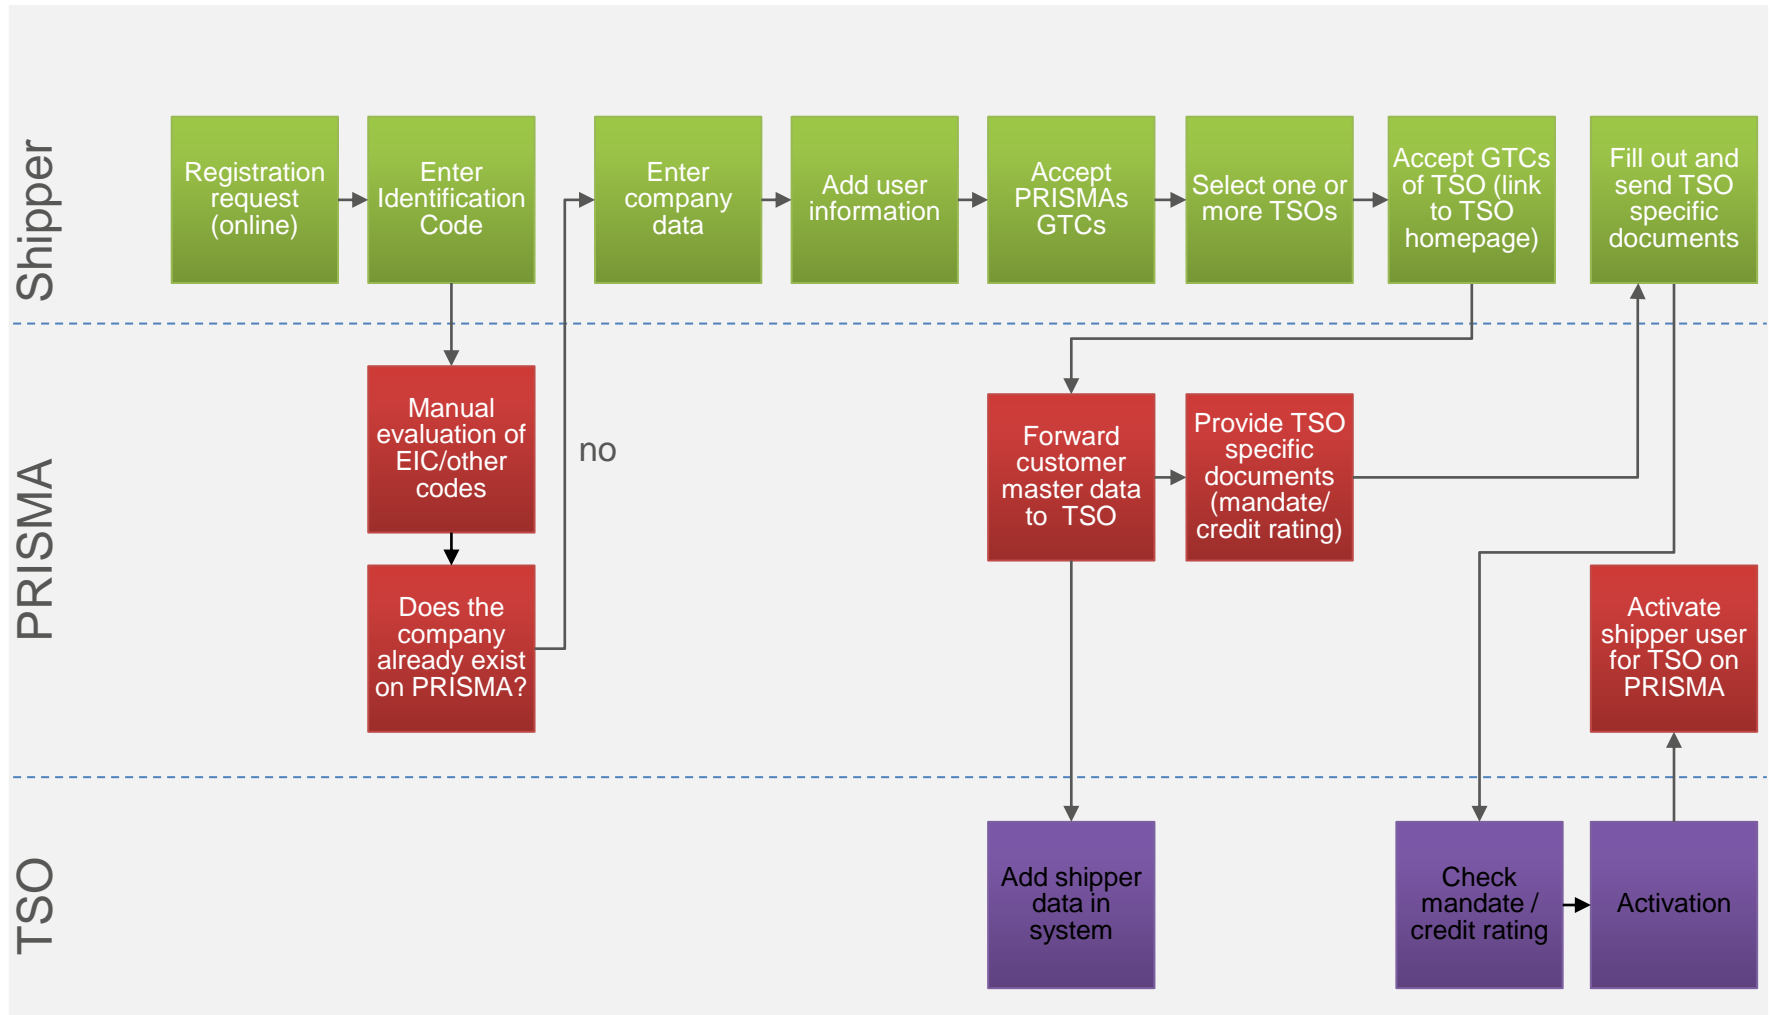 Shipper
Registration
request
(online)
Enter
Identification
Code
Enter
company
data
Add user
information
Accept
PRISMAs
GTCs
Select one or
more TSOs
Accept GTCs
of TSO (link
to TSO
homepage)
Fill out and
send TSO
specific
documents
PRISMA
Manual
evaluation of
EIC/other
codes
no
Forward
customer
master data
to TSO
Provide TSO
specific
documents
(mandate/
credit rating)
Does the
company
already exist
on PRISMA?
Activate
shipper user
for TSO on
PRISMA
TSO
Add shipper
data in
system
Check
mandate /
credit rating
Activation